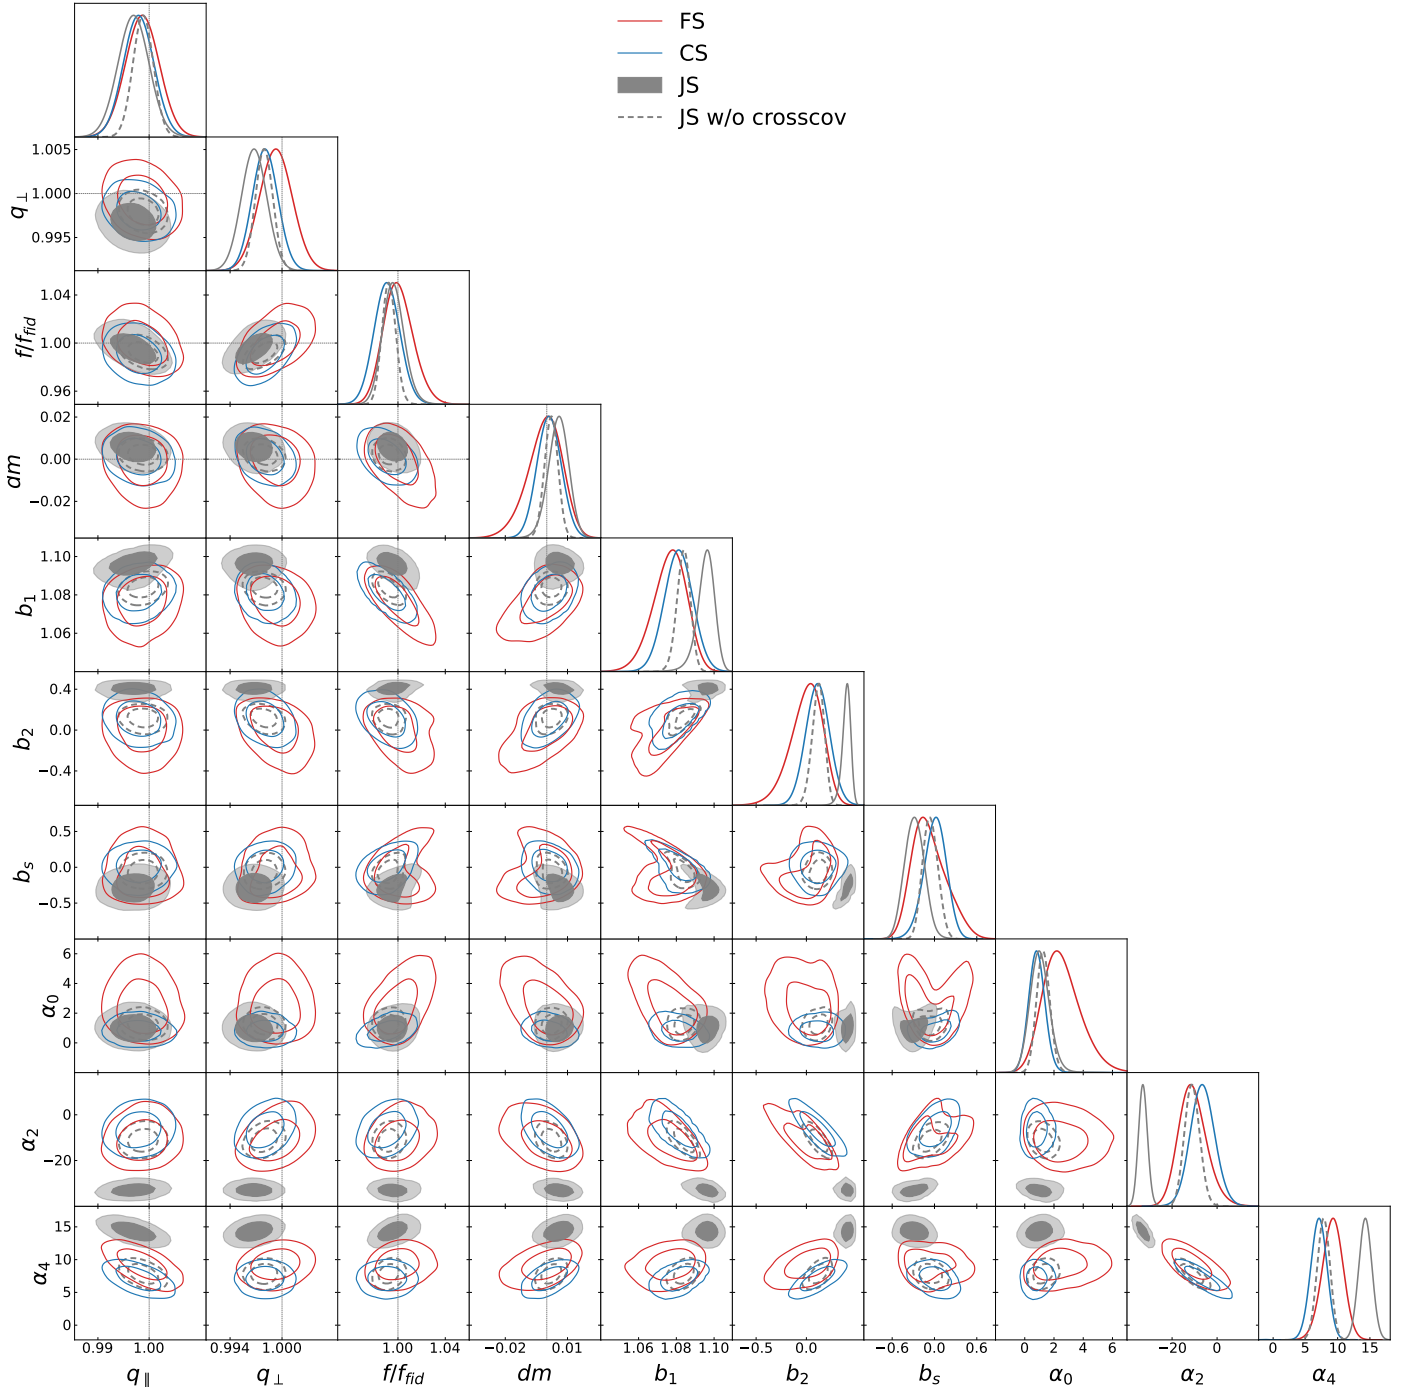 FS
CS
JS
JS w/o crosscov
1.005
1.000
0.995
q⊥
1.04
1.00
0.96
f/f_fid
0.02
0.00
−0.02
dm
1.10
1.08
1.06
b₁
0.4
0.0
−0.4
b₂
0.5
0.0
−0.5
bₛ
6
4
2
0
α₀
0
−20
α₂
15
10
5
0
α₄
0.99 1.00 0.994 1.000 1.00 1.04 −0.02 0.01 1.06 1.08 1.10 −0.5 0.0 −0.6 0.0 0.6 0 2 4 6 −20 0 0 5 10 15
q∥ q⊥ f/f_fid dm b₁ b₂ bₛ α₀ α₂ α₄